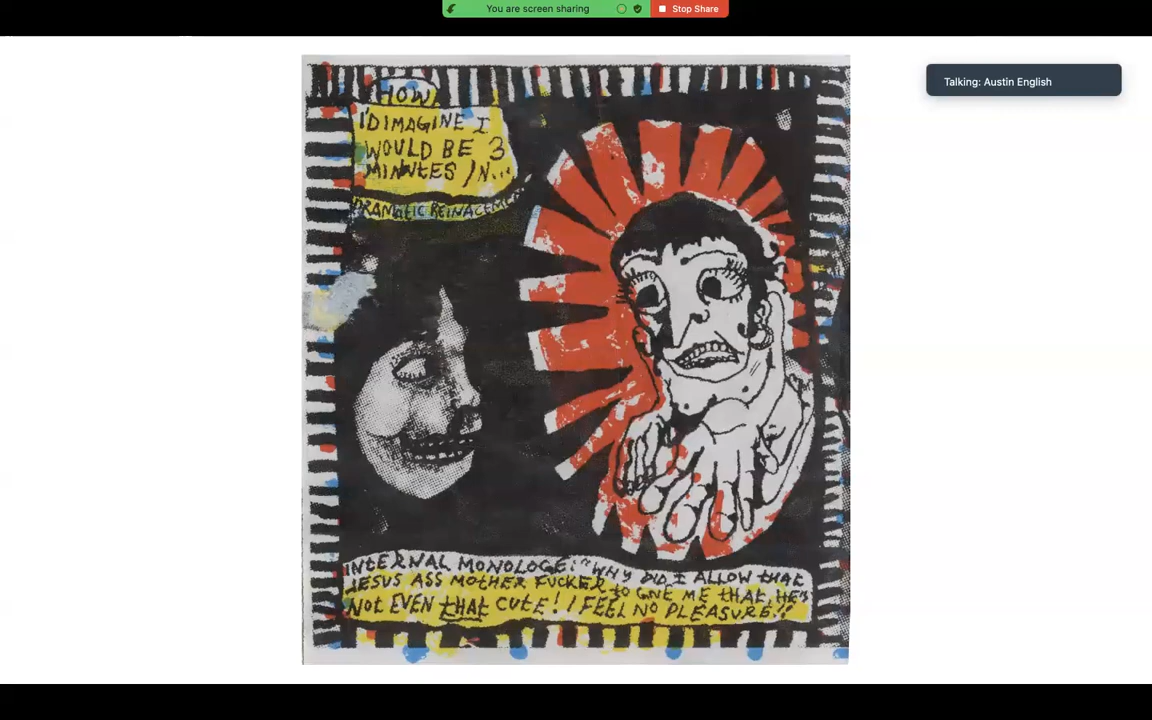 You are screen sharing
Stop Share
Talking: Austin English
HOW
I'D IMAGINE I
WOULD BE 3
MINUTES IN...
DRAMATIC REINACEMENT
INTERNAL MONOLOGE: "WHY DID I ALLOW THAT
JESUS ASS MOTHER FUCKER TO GIVE ME THAT, HE'S
NOT EVEN THAT CUTE! I FEEL NO PLEASURE!!"